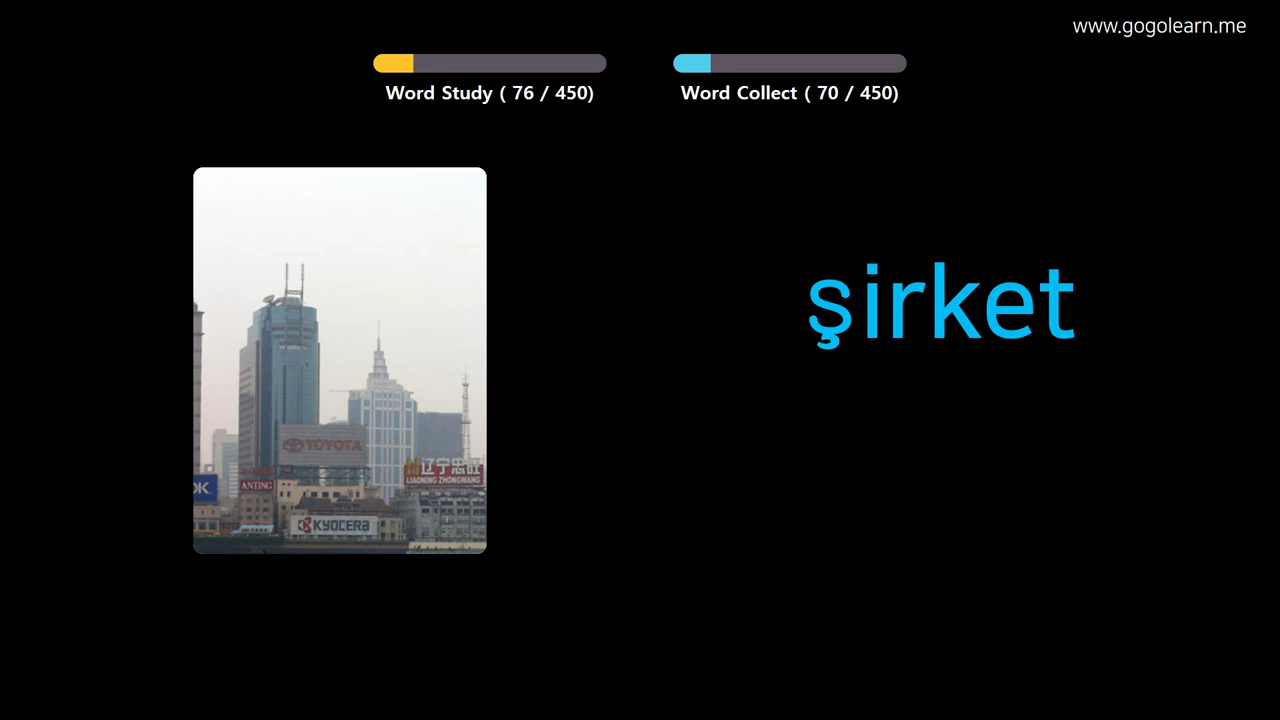 www.gogolearn.me
Word Study ( 76 / 450)
Word Collect ( 70 / 450)
şirket
TOYOTA
辽宁忠旺
LIAONING ZHONGWANG
ANTING
OK
KYOCERA